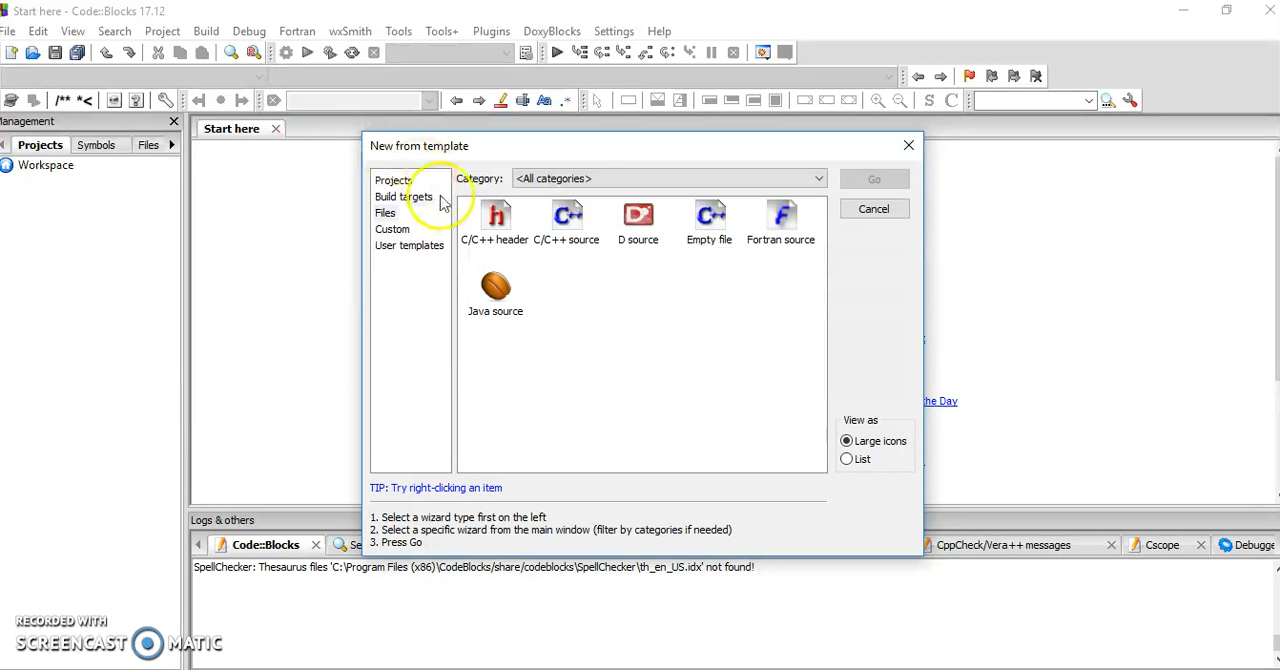 Start here - Code::Blocks 17.12
File Edit View Search Project Build Debug Fortran wxSmith Tools Tools+ Plugins DoxyBlocks Settings Help
/** *<
Aa .*
S C
Management
Projects Symbols Files
Workspace
Start here
New from template
Projects
Build targets
Files
Custom
User templates
Category: <All categories>
Go
Cancel
C/C++ header C/C++ source D source Empty file Fortran source
Java source
View as
Large icons
List
TIP: Try right-clicking an item
1. Select a wizard type first on the left
2. Select a specific wizard from the main window (filter by categories if needed)
3. Press Go
the Day
Logs & others
Code::Blocks Se CppCheck/Vera++ messages Cscope Debugge
SpellChecker: Thesaurus files 'C:\Program Files (x86)\CodeBlocks/share/codeblocks\SpellChecker\th_en_US.idx' not found!
RECORDED WITH
SCREENCAST MATIC